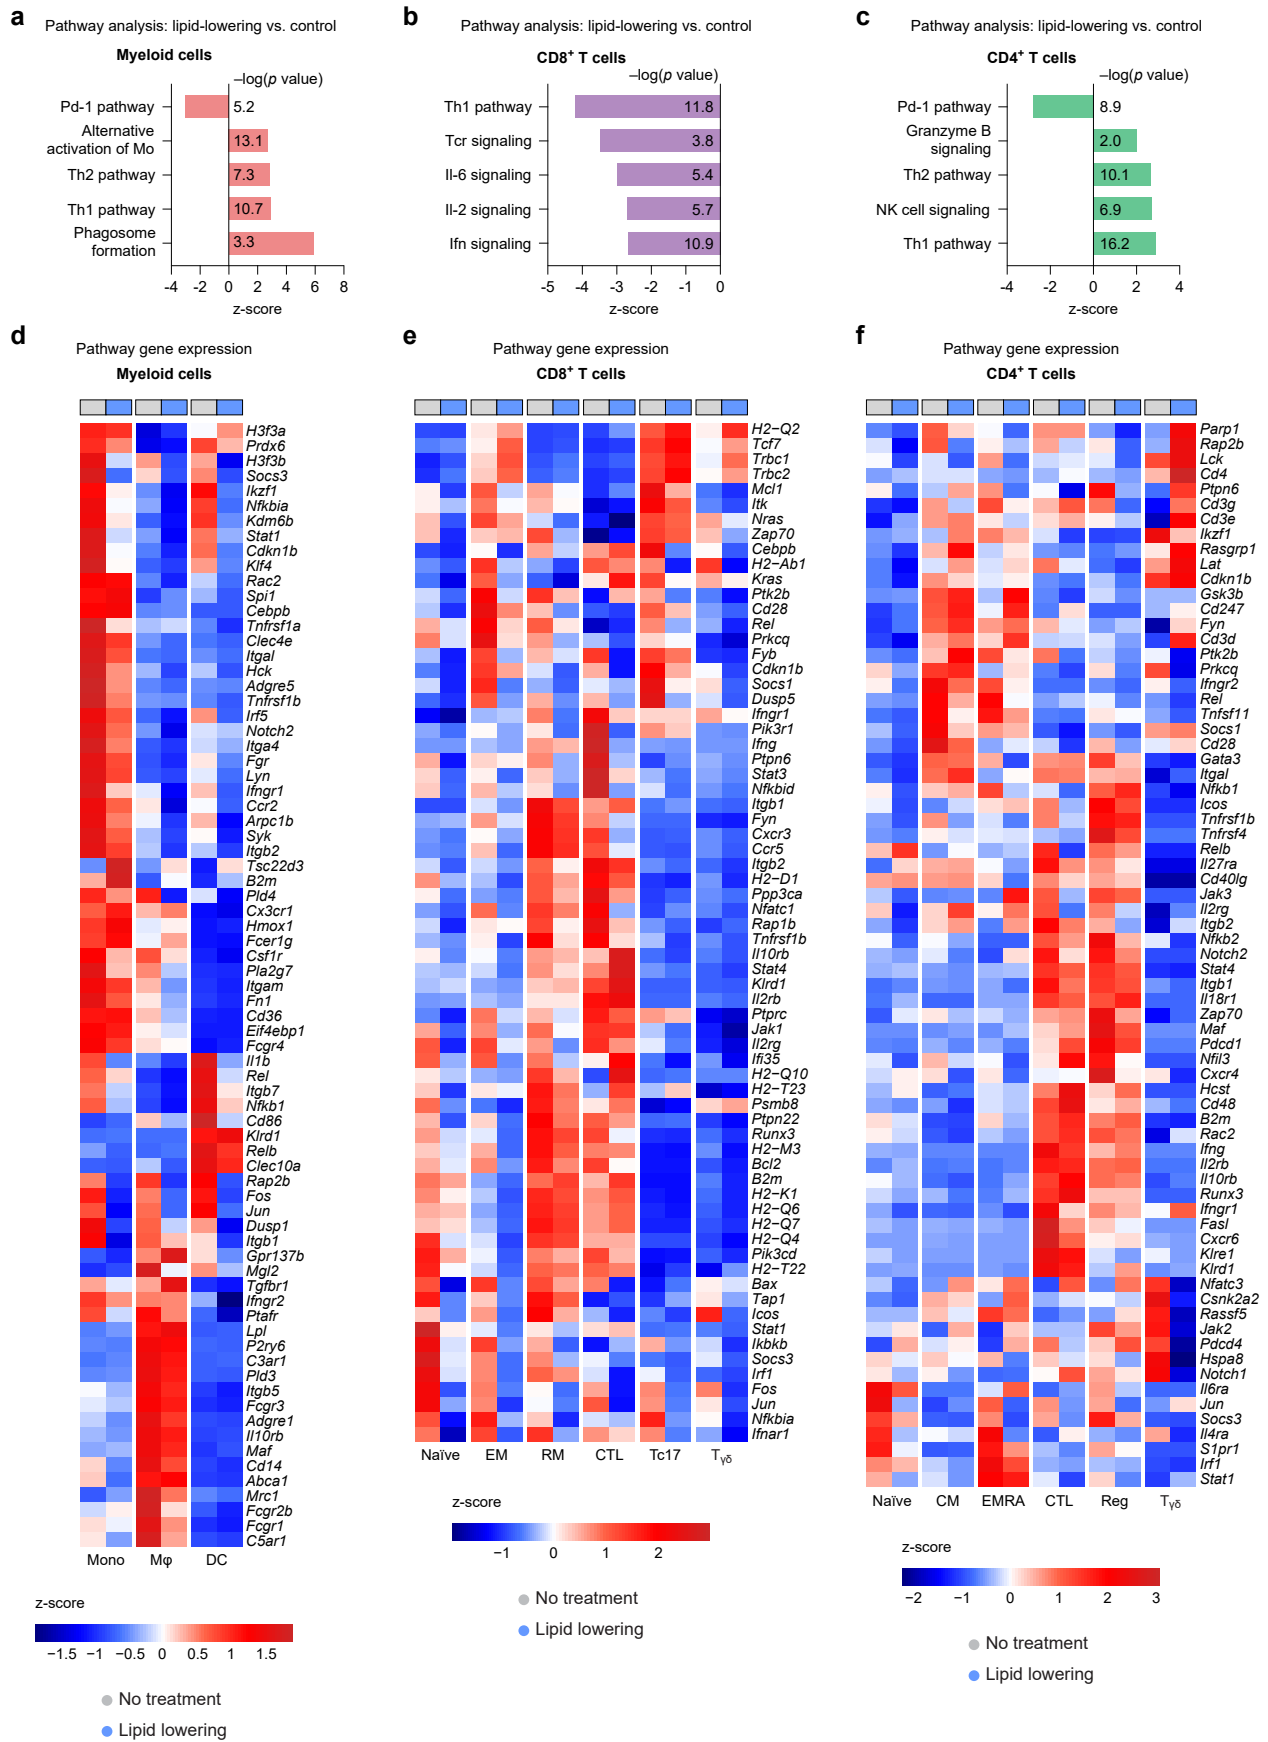 a
Pathway analysis: lipid-lowering vs. control
Myeloid cells
–log(p value)
Pd-1 pathway
5.2
Alternative
activation of Mo
13.1
Th2 pathway
7.3
Th1 pathway
10.7
Phagosome
formation
3.3
-4 -2 0 2 4 6 8
z-score
b
Pathway analysis: lipid-lowering vs. control
CD8+ T cells
–log(p value)
Th1 pathway
11.8
Tcr signaling
3.8
Il-6 signaling
5.4
Il-2 signaling
5.7
Ifn signaling
10.9
-5 -4 -3 -2 -1 0
z-score
c
Pathway analysis: lipid-lowering vs. control
CD4+ T cells
–log(p value)
Pd-1 pathway
8.9
Granzyme B
signaling
2.0
Th2 pathway
10.1
NK cell signaling
6.9
Th1 pathway
16.2
-4 -2 0 2 4
z-score
d
Pathway gene expression
Myeloid cells
H3f3a
Prdx6
H3f3b
Socs3
Ikzf1
Nfkbia
Kdm6b
Stat1
Cdkn1b
Klf4
Rac2
Spi1
Cebpb
Tnfrsf1a
Clec4e
Itgal
Hck
Adgre5
Tnfrsf1b
Irf5
Notch2
Itga4
Fgr
Lyn
Ifngr1
Ccr2
Arpc1b
Syk
Itgb2
Tsc22d3
B2m
Pld4
Cx3cr1
Hmox1
Fcer1g
Csf1r
Pla2g7
Itgam
Fn1
Cd36
Eif4ebp1
Fcgr4
Il1b
Rel
Itgb7
Nfkb1
Cd86
Klrd1
Relb
Clec10a
Rap2b
Fos
Jun
Dusp1
Itgb1
Gpr137b
Mgl2
Tgfbr1
Ifngr2
Ptafr
Lpl
P2ry6
C3ar1
Pld3
Itgb5
Fcgr3
Adgre1
Il10rb
Maf
Cd14
Abca1
Mrc1
Fcgr2b
Fcgr1
C5ar1
Mono Mφ DC
z-score
−1.5 −1 −0.5 0 0.5 1 1.5
No treatment
Lipid lowering
e
Pathway gene expression
CD8+ T cells
H2−Q2
Tcf7
Trbc1
Trbc2
Mcl1
Itk
Nras
Zap70
Cebpb
H2−Ab1
Kras
Ptk2b
Cd28
Rel
Prkcq
Fyb
Cdkn1b
Socs1
Dusp5
Ifngr1
Pik3r1
Ifng
Ptpn6
Stat3
Nfkbid
Itgb1
Fyn
Cxcr3
Ccr5
Itgb2
H2−D1
Ppp3ca
Nfatc1
Rap1b
Tnfrsf1b
Il10rb
Stat4
Klrd1
Il2rb
Ptprc
Jak1
Il2rg
Ifi35
H2−Q10
H2−T23
Psmb8
Ptpn22
Runx3
H2−M3
Bcl2
B2m
H2−K1
H2−Q6
H2−Q7
H2−Q4
Pik3cd
H2−T22
Bax
Tap1
Icos
Stat1
Ikbkb
Socs3
Irf1
Fos
Jun
Nfkbia
Ifnar1
Naïve EM RM CTL Tc17 Tγδ
z-score
−1 0 1 2
No treatment
Lipid lowering
f
Pathway gene expression
CD4+ T cells
Parp1
Rap2b
Lck
Cd4
Ptpn6
Cd3g
Cd3e
Ikzf1
Rasgrp1
Lat
Cdkn1b
Gsk3b
Cd247
Fyn
Cd3d
Ptk2b
Prkcq
Ifngr2
Rel
Tnfsf11
Socs1
Cd28
Gata3
Itgal
Nfkb1
Icos
Tnfrsf1b
Tnfrsf4
Relb
Il27ra
Cd40lg
Jak3
Il2rg
Itgb2
Nfkb2
Notch2
Stat4
Itgb1
Il18r1
Zap70
Maf
Pdcd1
Nfil3
Cxcr4
Hcst
Cd48
B2m
Rac2
Ifng
Il2rb
Il10rb
Runx3
Ifngr1
Fasl
Cxcr6
Klre1
Klrd1
Nfatc3
Csnk2a2
Rassf5
Jak2
Pdcd4
Hspa8
Notch1
Il6ra
Jun
Socs3
Il4ra
S1pr1
Irf1
Stat1
Naïve CM EMRA CTL Reg Tγδ
z-score
−2 −1 0 1 2 3
No treatment
Lipid lowering